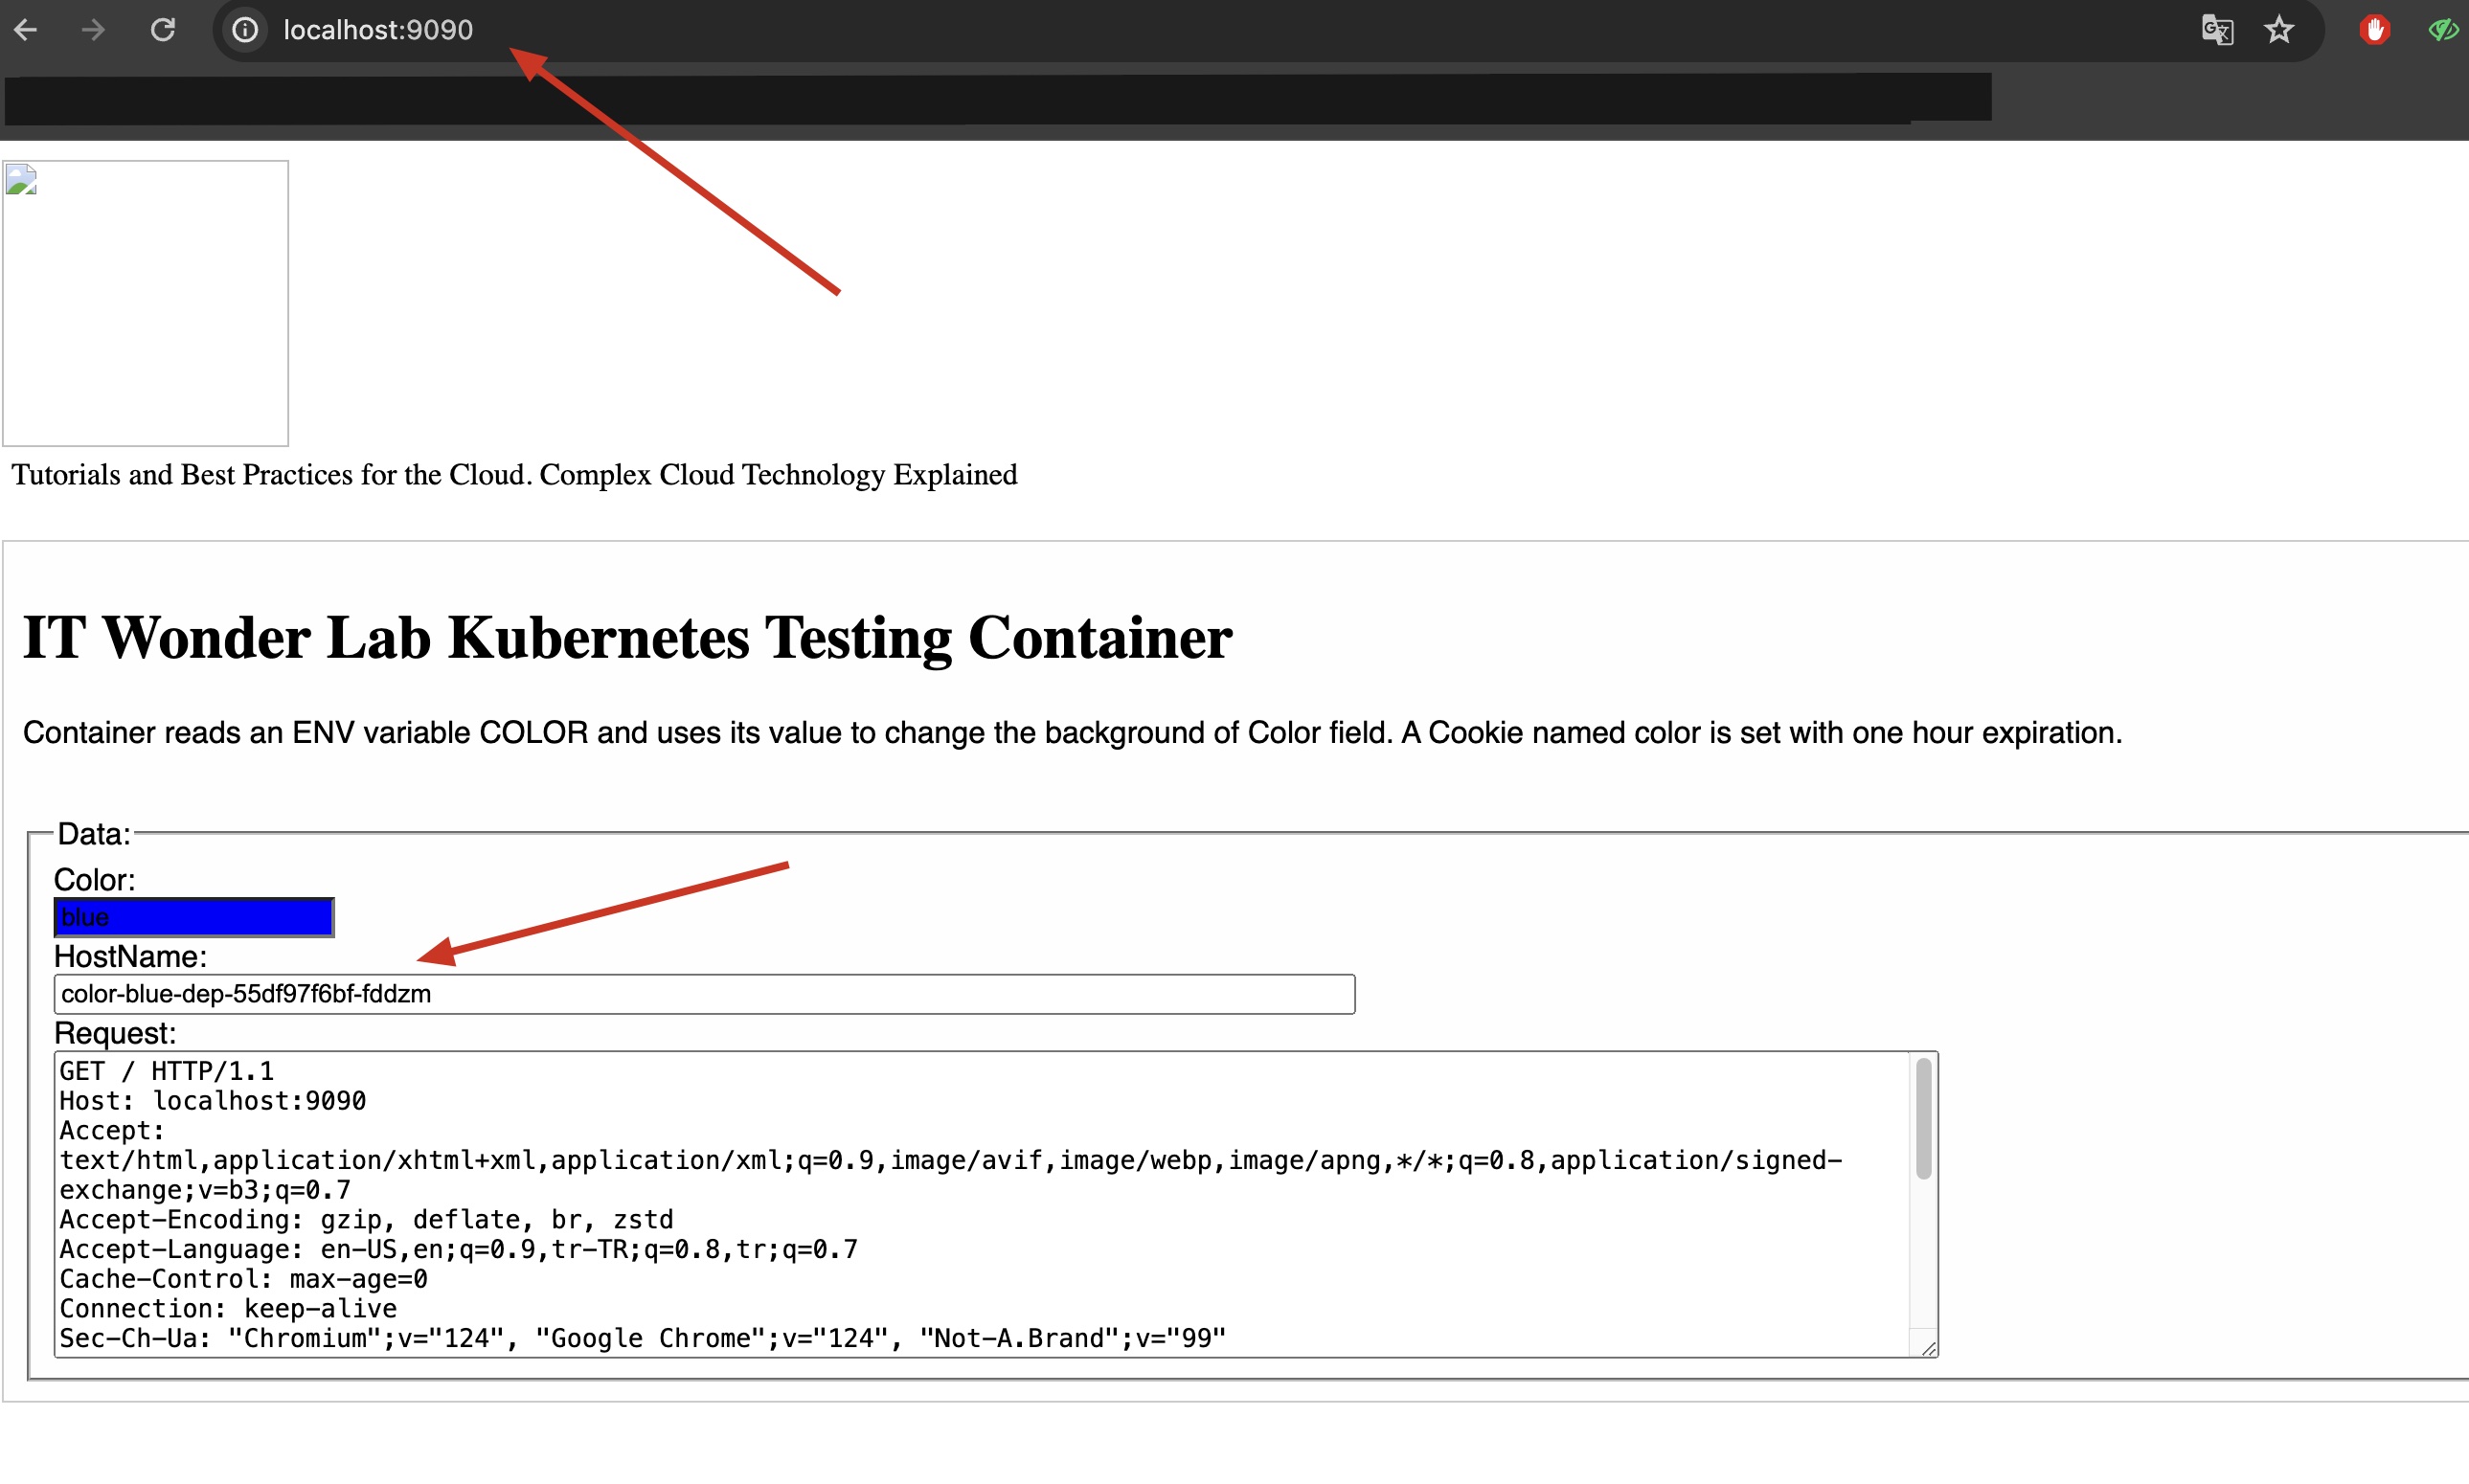 localhost:9090
Tutorials and Best Practices for the Cloud. Complex Cloud Technology Explained
IT Wonder Lab Kubernetes Testing Container
Container reads an ENV variable COLOR and uses its value to change the background of Color field. A Cookie named color is set with one hour expiration.
Data:
Color:
blue
HostName:
color-blue-dep-55df97f6bf-fddzm
Request:
GET / HTTP/1.1
Host: localhost:9090
Accept:
text/html,application/xhtml+xml,application/xml;q=0.9,image/avif,image/webp,image/apng,*/*;q=0.8,application/signed-
exchange;v=b3;q=0.7
Accept-Encoding: gzip, deflate, br, zstd
Accept-Language: en-US,en;q=0.9,tr-TR;q=0.8,tr;q=0.7
Cache-Control: max-age=0
Connection: keep-alive
Sec-Ch-Ua: "Chromium";v="124", "Google Chrome";v="124", "Not-A.Brand";v="99"